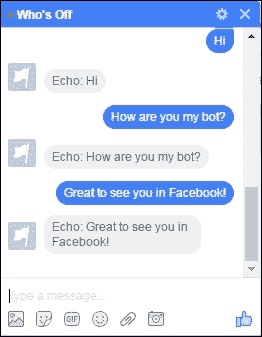 Who's Off
Hi
Echo: Hi
How are you my bot?
Echo: How are you my bot?
Great to see you in Facebook!
Echo: Great to see you in
Facebook!
Type a message...
GIF